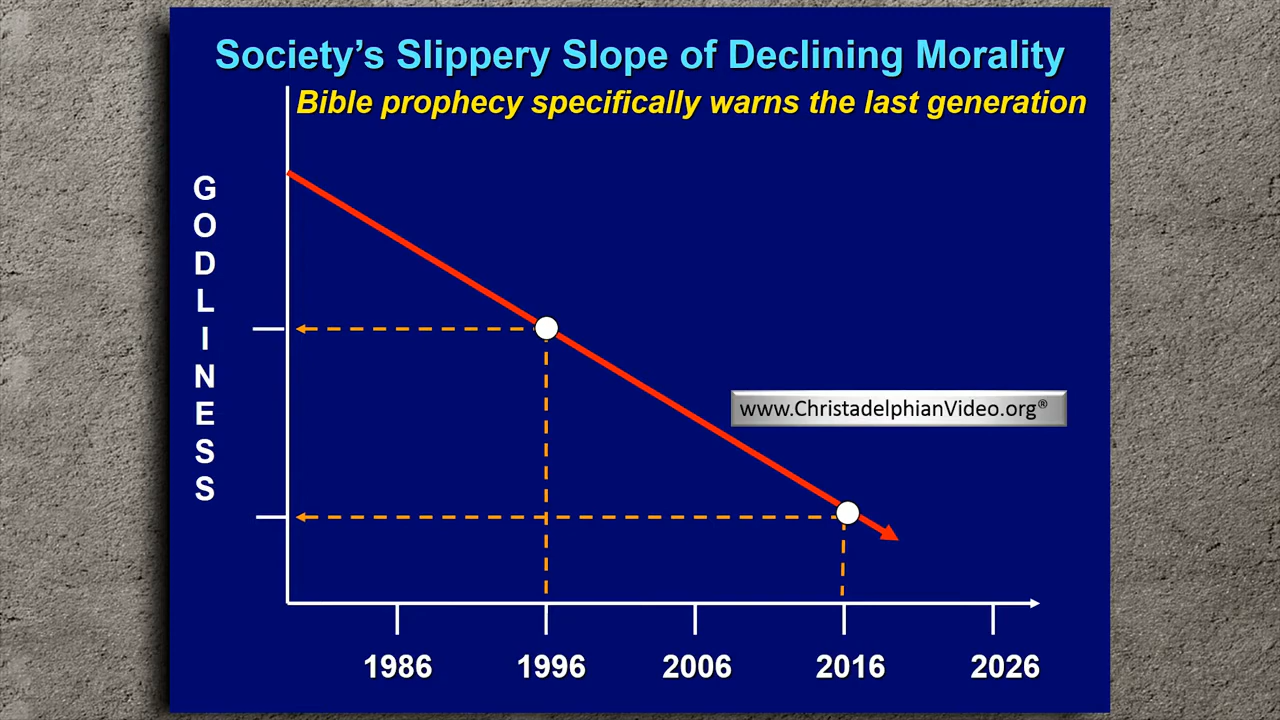 Society’s Slippery Slope of Declining Morality
Bible prophecy specifically warns the last generation
GODLINESS
www.ChristadelphianVideo.org®
1986 1996 2006 2016 2026